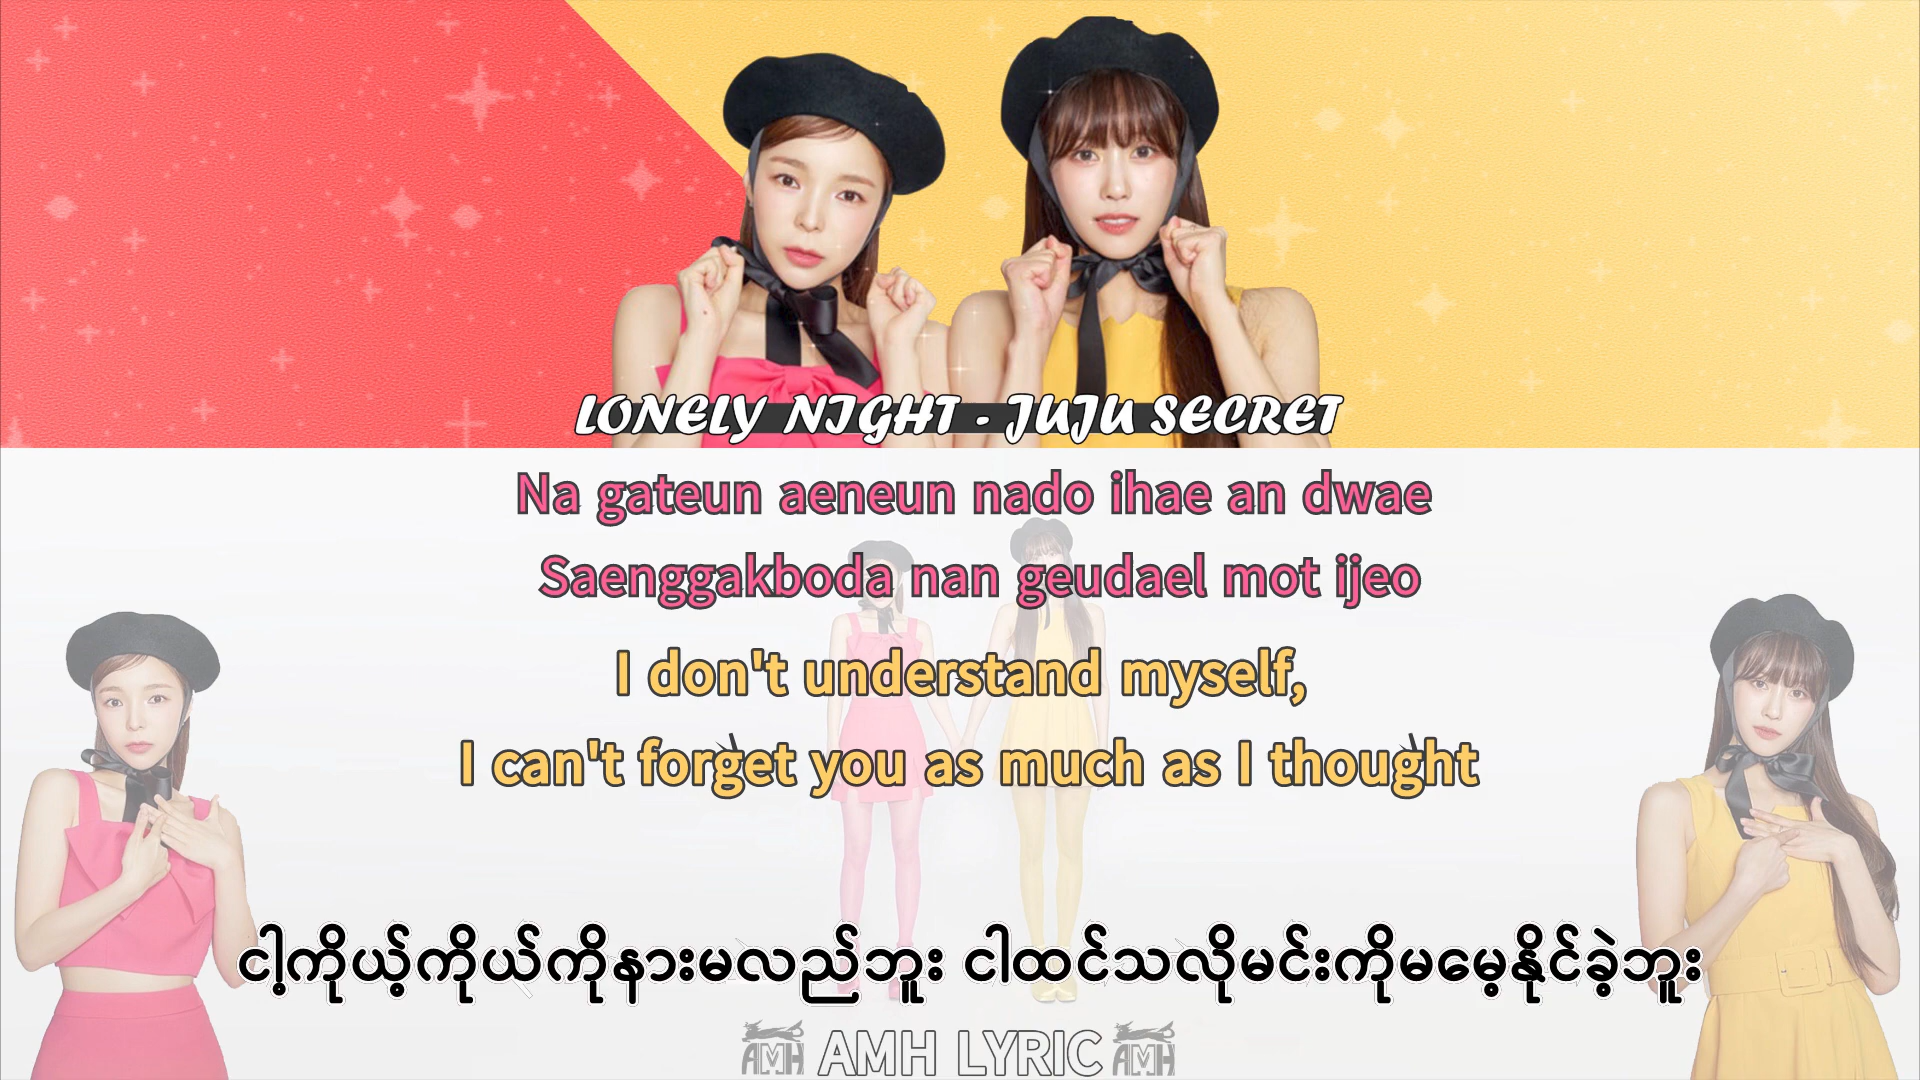 LONELY NIGHT - JUJU SECRET
Na gateun aeneun nado ihae an dwae
Saenggakboda nan geudael mot ijeo
I don't understand myself,
I can't forget you as much as I thought
ငါ့ကိုယ့်ကိုယ်ကိုနားမလည်ဘူး ငါထင်သလိုမင်းကိုမမေ့နိုင်ခဲ့ဘူး
AMH AMH LYRIC AMH